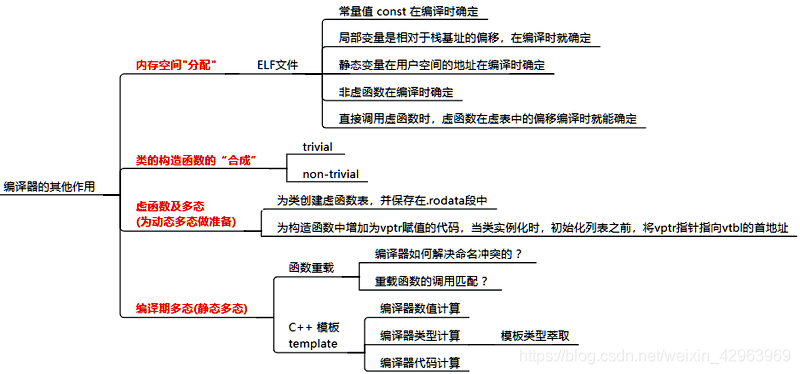 编译器的其他作用
内存空间"分配"
ELF文件
常量值 const 在编译时确定
局部变量是相对于栈基址的偏移，在编译时就确定
静态变量在用户空间的地址在编译时确定
非虚函数在编译时确定
直接调用虚函数时，虚函数在虚表中的偏移编译时就能确定
类的构造函数的“合成”
trivial
non-trivial
虚函数及多态
(为动态多态做准备)
为类创建虚函数表，并保存在.rodata段中
为构造函数中增加为vptr赋值的代码，当类实例化时，初始化列表之前，将vptr指针指向vtbl的首地址
编译期多态(静态多态)
函数重载
编译器如何解决命名冲突的？
重载函数的调用匹配？
C++ 模板
template
编译器数值计算
编译器类型计算
模板类型萃取
编译器代码计算
https://blog.csdn.net/weixin_42963969